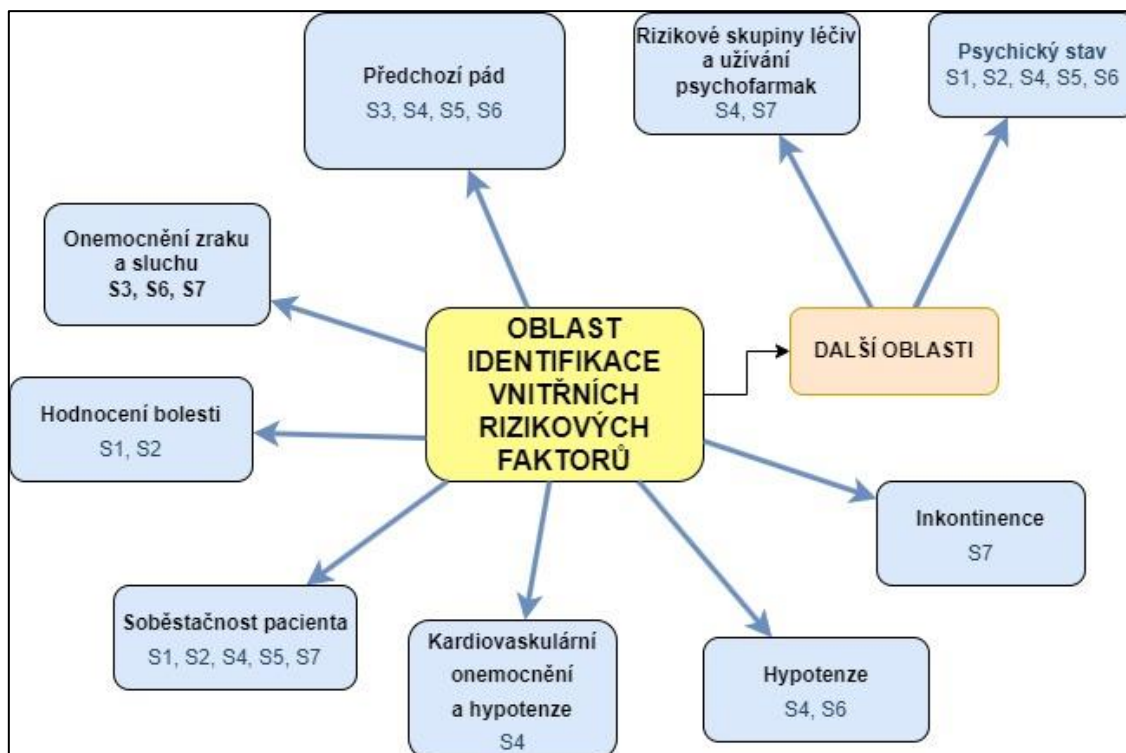 Předchozí pád
S3, S4, S5, S6
Rizikové skupiny léčiv
a užívání
psychofarmak
S4, S7
Psychický stav
S1, S2, S4, S5, S6
Onemocnění zraku
a sluchu
S3, S6, S7
OBLAST
IDENTIFIKACE
VNITŘNÍCH
RIZIKOVÝCH
FAKTORŮ
DALŠÍ OBLASTI
Hodnocení bolesti
S1, S2
Inkontinence
S7
Soběstačnost pacienta
S1, S2, S4, S5, S7
Kardiovaskulární
onemocnění
a hypotenze
S4
Hypotenze
S4, S6